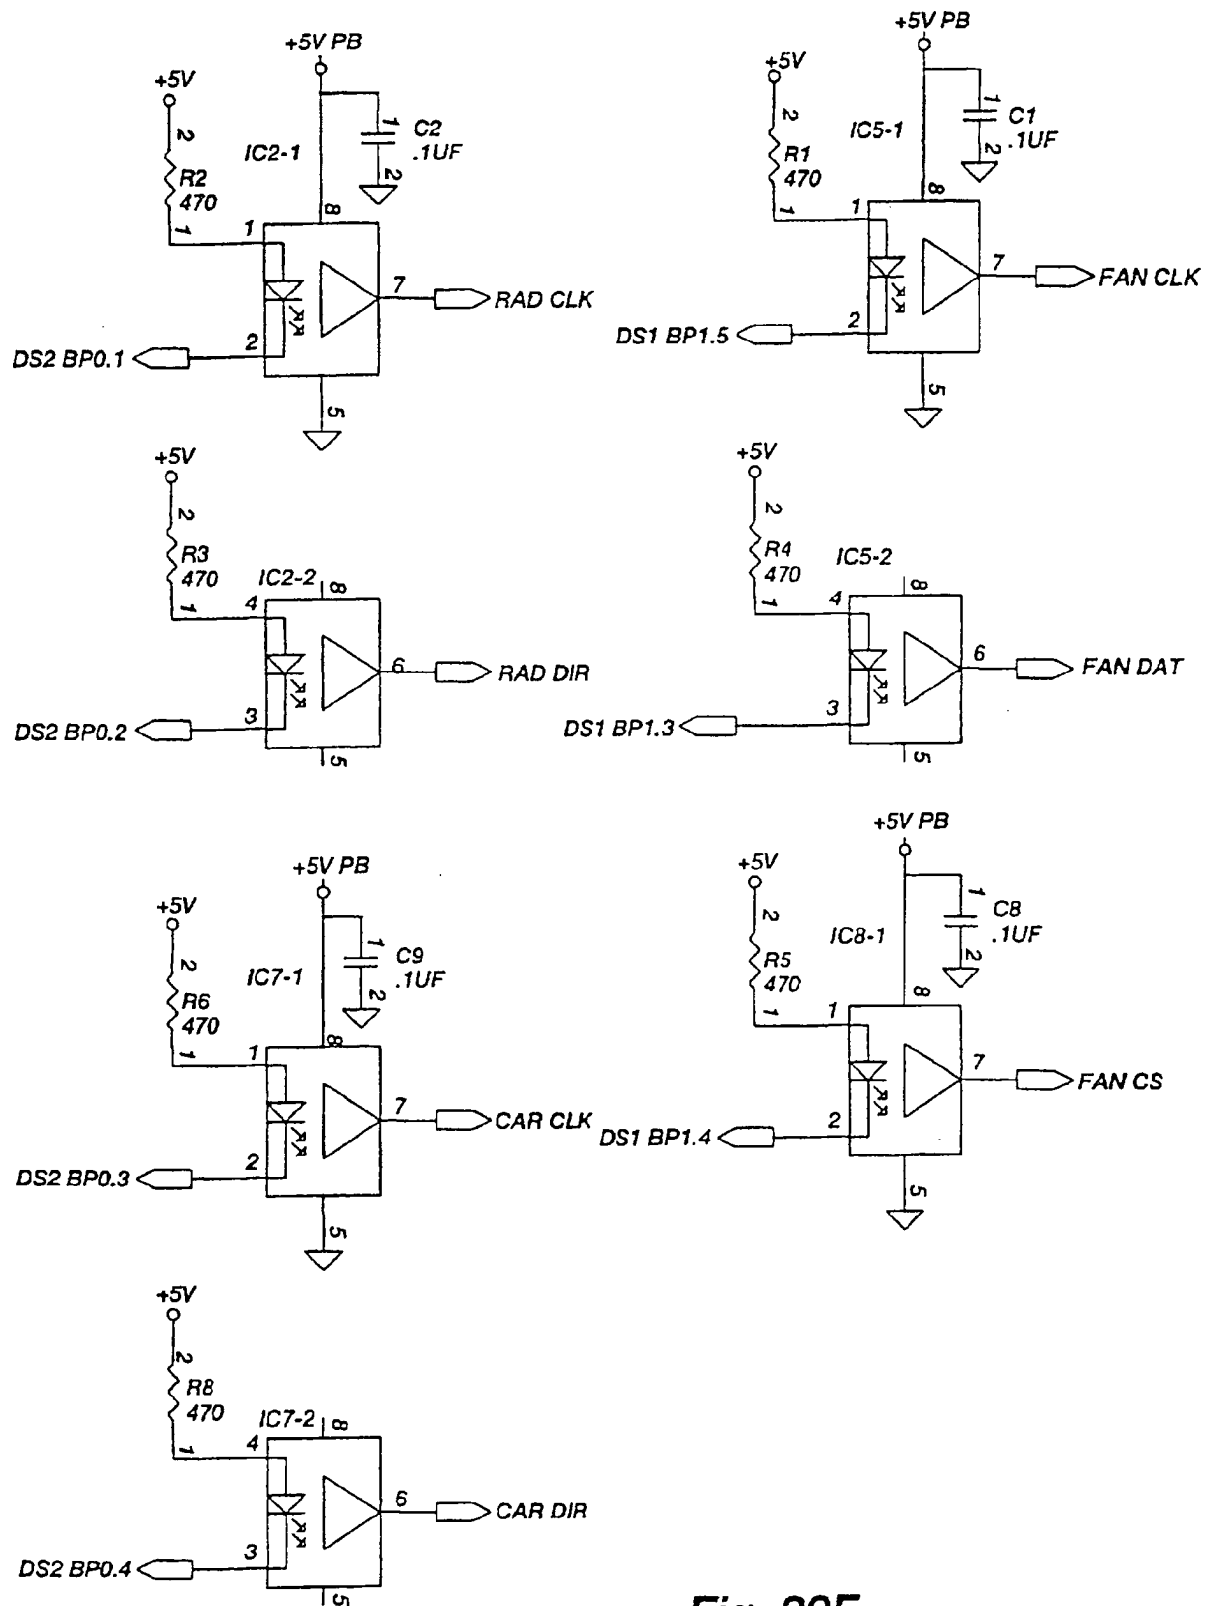 +5V PB
+5V
2
R2
470
1
IC2-1
1
C2
.1UF
2
8
1
7
RAD CLK
2
DS2 BP0.1
5
+5V PB
+5V
2
R1
470
1
IC5-1
1
C1
.1UF
2
8
1
7
FAN CLK
2
DS1 BP1.5
5
+5V
2
R3
470
1
IC2-2
8
4
6
RAD DIR
3
DS2 BP0.2
5
+5V
2
R4
470
1
IC5-2
8
4
6
FAN DAT
3
DS1 BP1.3
5
+5V PB
+5V
2
R6
470
1
IC7-1
1
C9
.1UF
2
8
1
7
CAR CLK
2
DS2 BP0.3
5
+5V PB
+5V
2
R5
470
1
IC8-1
1
C8
.1UF
2
8
1
7
FAN CS
2
DS1 BP1.4
5
+5V
2
R8
470
1
IC7-2
8
4
6
CAR DIR
3
DS2 BP0.4
5